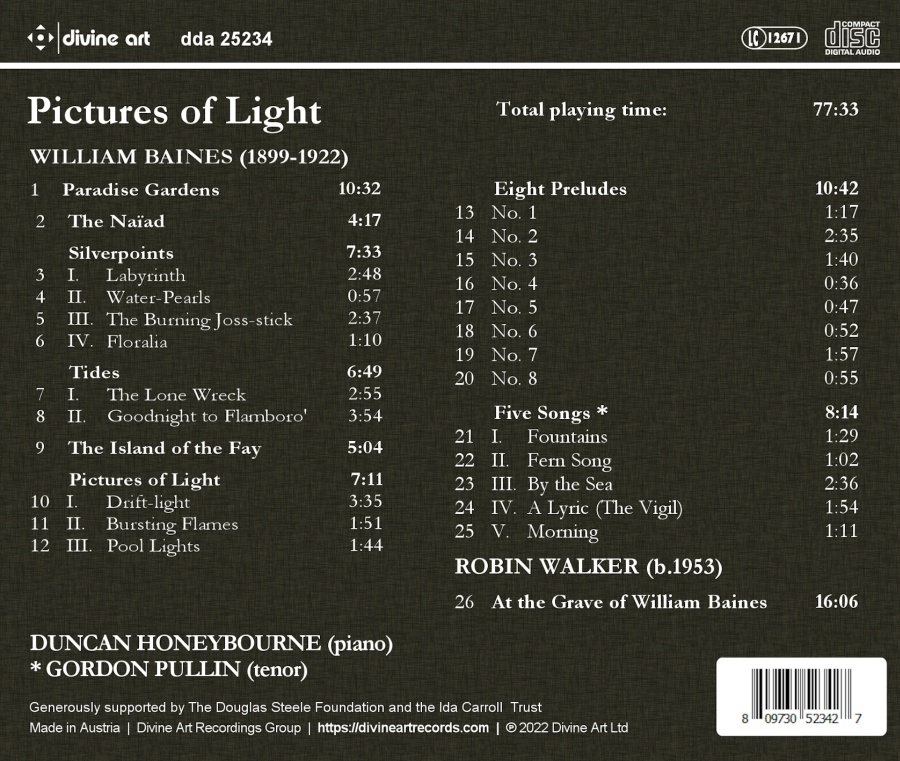 divine art dda 25234
LC 12671
COMPACT disc DIGITAL AUDIO
Pictures of Light
WILLIAM BAINES (1899-1922)
1 Paradise Gardens 10:32
2 The Naïad 4:17
Silverpoints 7:33
3 I. Labyrinth 2:48
4 II. Water-Pearls 0:57
5 III. The Burning Joss-stick 2:37
6 IV. Floralia 1:10
Tides 6:49
7 I. The Lone Wreck 2:55
8 II. Goodnight to Flamboro' 3:54
9 The Island of the Fay 5:04
Pictures of Light 7:11
10 I. Drift-light 3:35
11 II. Bursting Flames 1:51
12 III. Pool Lights 1:44
Total playing time: 77:33
Eight Preludes 10:42
13 No. 1 1:17
14 No. 2 2:35
15 No. 3 1:40
16 No. 4 0:36
17 No. 5 0:47
18 No. 6 0:52
19 No. 7 1:57
20 No. 8 0:55
Five Songs * 8:14
21 I. Fountains 1:29
22 II. Fern Song 1:02
23 III. By the Sea 2:36
24 IV. A Lyric (The Vigil) 1:54
25 V. Morning 1:11
ROBIN WALKER (b.1953)
26 At the Grave of William Baines 16:06
DUNCAN HONEYBOURNE (piano)
* GORDON PULLIN (tenor)
Generously supported by The Douglas Steele Foundation and the Ida Carroll Trust
Made in Austria | Divine Art Recordings Group | https://divineartrecords.com | ℗ 2022 Divine Art Ltd
8 09730 52342 7